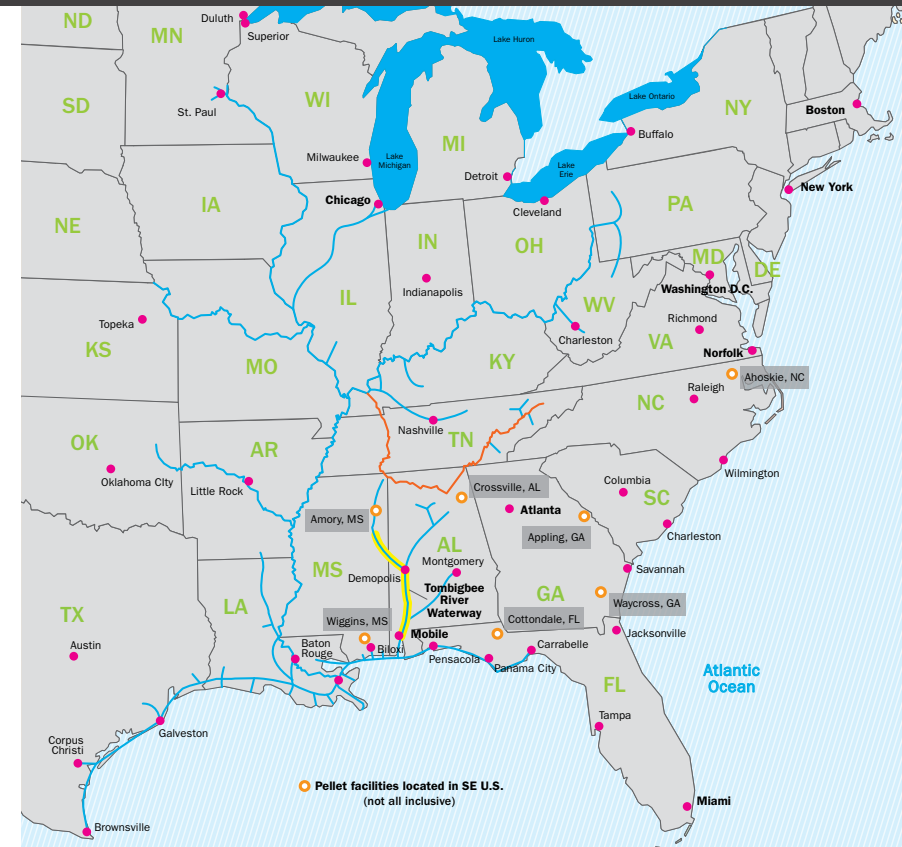 ND
MN
Duluth
Superior
Lake Huron
SD
WI
St. Paul
Lake Ontario
NY
Boston
MI
Buffalo
Milwaukee
Lake
Michigan
Detroit
Lake
Erie
New York
Chicago
Cleveland
IA
PA
NE
IN
OH
MD
DE
Indianapolis
Washington D.C.
IL
WV
Topeka
Richmond
Charleston
VA
KS
Norfolk
MO
KY
Ahoskie, NC
Raleigh
NC
Nashville
TN
OK
AR
Oklahoma CIty
Little Rock
Wilmington
Crossville, AL
Columbia
SC
Amory, MS
Atlanta
Appling, GA
Charleston
AL
Montgomery
MS
Demopolis
Savannah
Tombigbee
River
Waterway
GA
Waycross, GA
LA
TX
Wiggins, MS
Cottondale, FL
Mobile
Jacksonville
Austin
Baton
Rouge
Biloxi
Pensacola
Carrabelle
Panama City
Atlantic
Ocean
FL
Tampa
Galveston
Corpus
Christi
Pellet facilities located in SE U.S.
(not all inclusive)
Miami
Brownsville